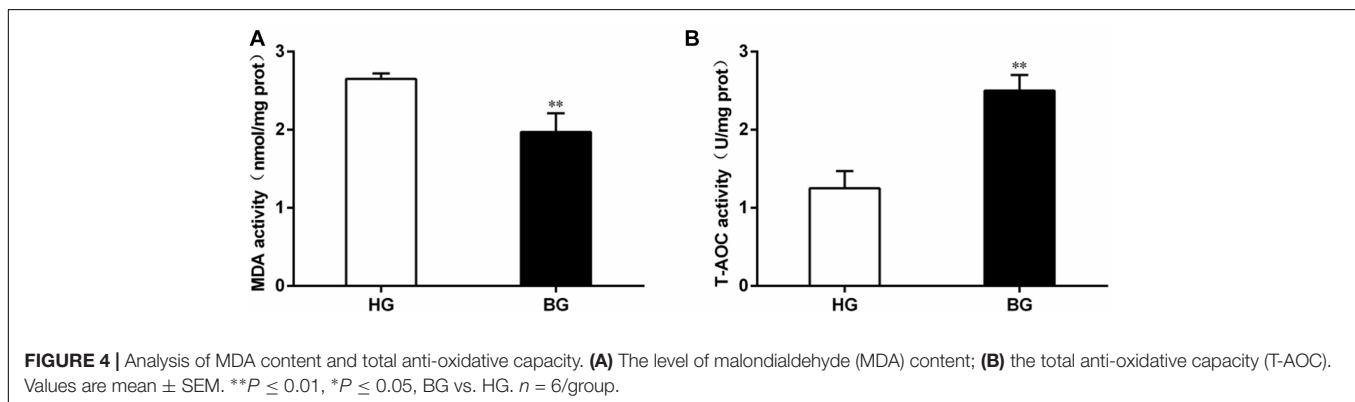 A
MDA activity（nmol/mg prot）
3
2
1
0
**
HG
BG
B
T-AOC activity（U/mg prot）
3
2
1
0
**
HG
BG
FIGURE 4 | Analysis of MDA content and total anti-oxidative capacity. (A) The level of malondialdehyde (MDA) content; (B) the total anti-oxidative capacity (T-AOC).
Values are mean ± SEM. **P ≤ 0.01, *P ≤ 0.05, BG vs. HG. n = 6/group.